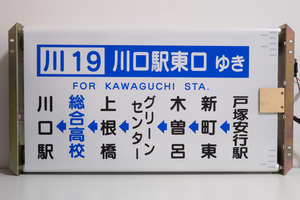 川19 川口駅東口 ゆき
FOR KAWAGUCHI STA.
戸塚安行駅
新町東
木曽呂
グリーンセンター
上根橋
総合高校
川口駅